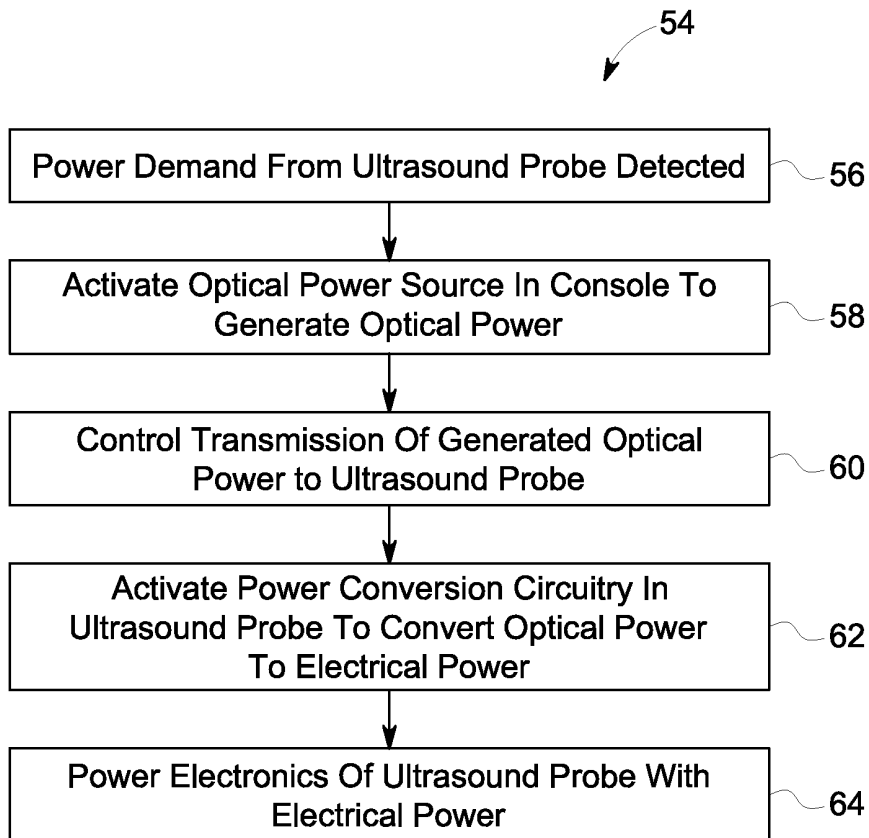 54
Power Demand From Ultrasound Probe Detected
56
Activate Optical Power Source In Console To
Generate Optical Power
58
Control Transmission Of Generated Optical
Power to Ultrasound Probe
60
Activate Power Conversion Circuitry In
Ultrasound Probe To Convert Optical Power
To Electrical Power
62
Power Electronics Of Ultrasound Probe With
Electrical Power
64